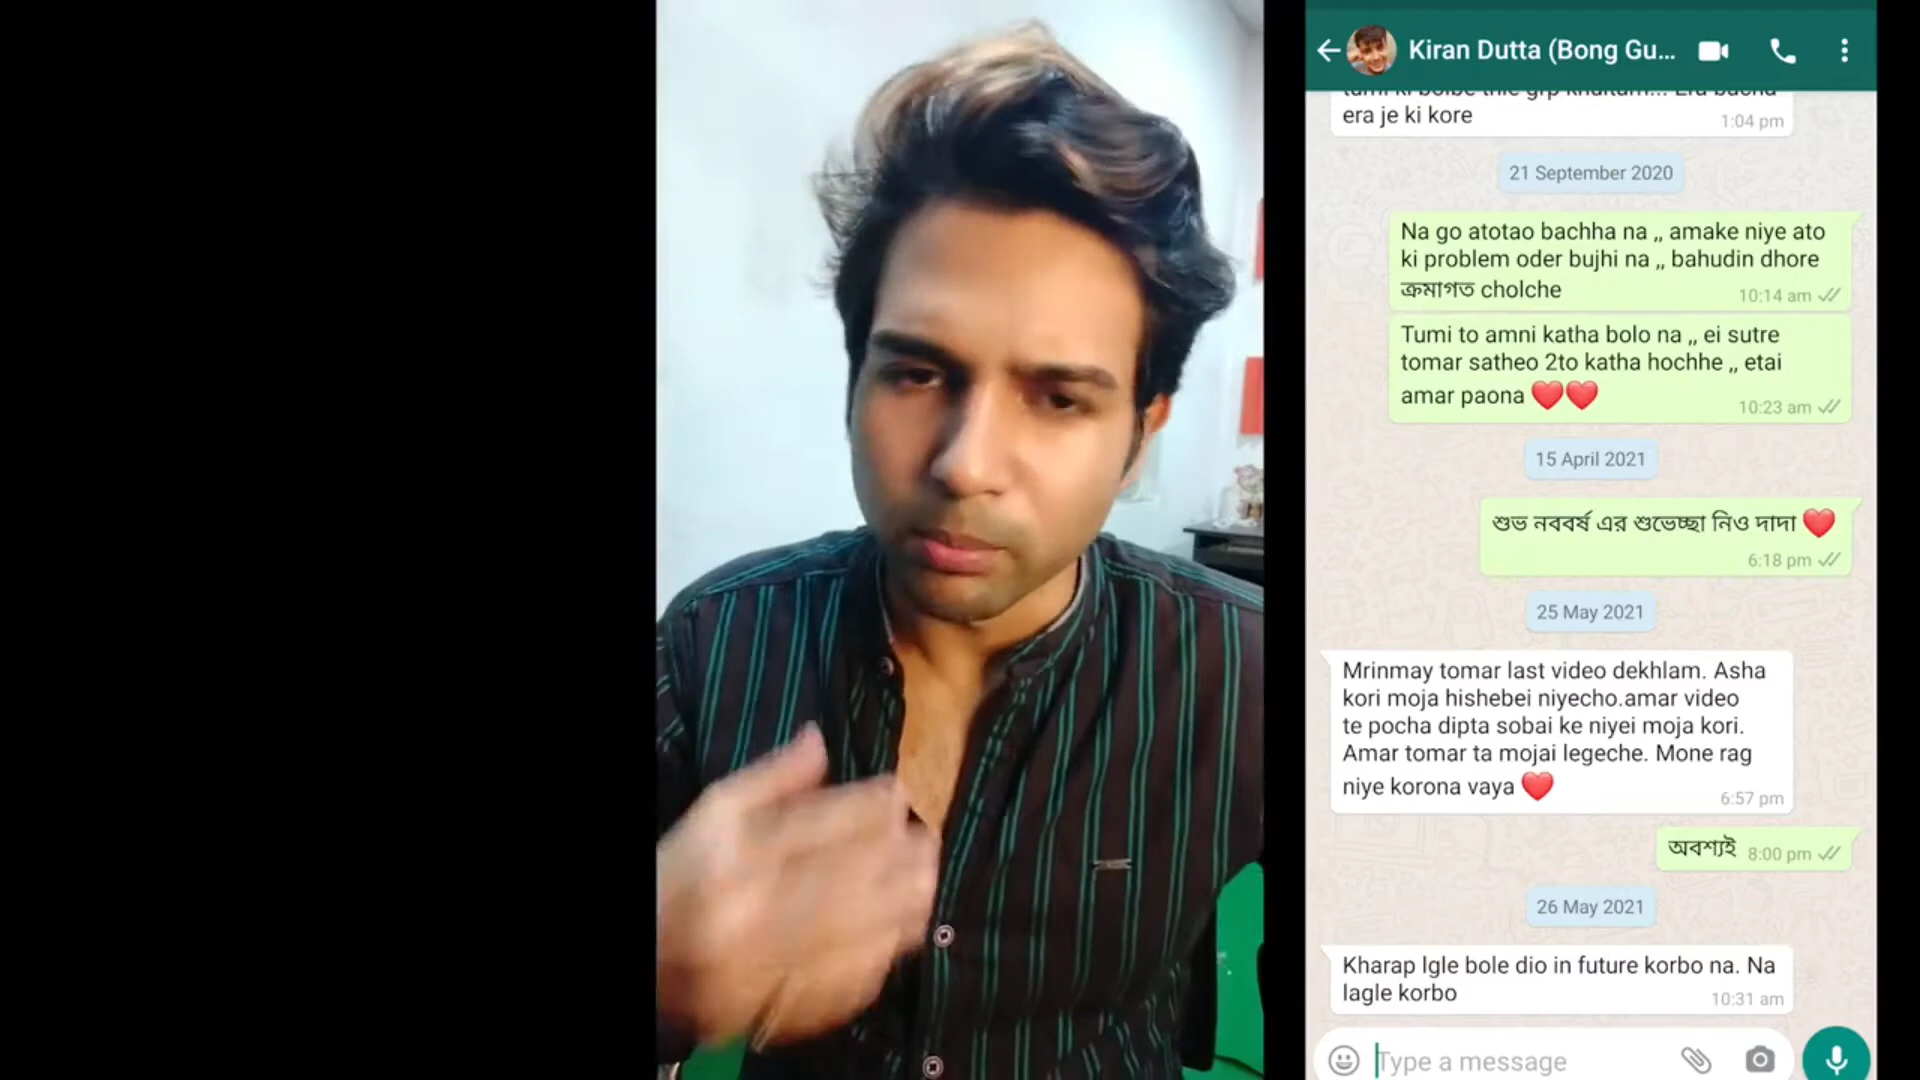 Kiran Dutta (Bong Gu...
era je ki kore
1:04 pm
21 September 2020
Na go atotao bachha na ,, amake niye ato
ki problem oder bujhi na ,, bahudin dhore
ক্রমাগত cholche
10:14 am
Tumi to amni katha bolo na ,, ei sutre
tomar satheo 2to katha hochhe ,, etai
amar paona ❤️❤️
10:23 am
15 April 2021
শুভ নববর্ষ এর শুভেচ্ছা নিও দাদা ❤️
6:18 pm
25 May 2021
Mrinmay tomar last video dekhlam. Asha
kori moja hishebei niyecho.amar video
te pocha dipta sobai ke niyei moja kori.
Amar tomar ta mojai legeche. Mone rag
niye korona vaya ❤️
6:57 pm
অবশ্যই 8:00 pm
26 May 2021
Kharap lgle bole dio in future korbo na. Na
lagle korbo
10:31 am
Type a message